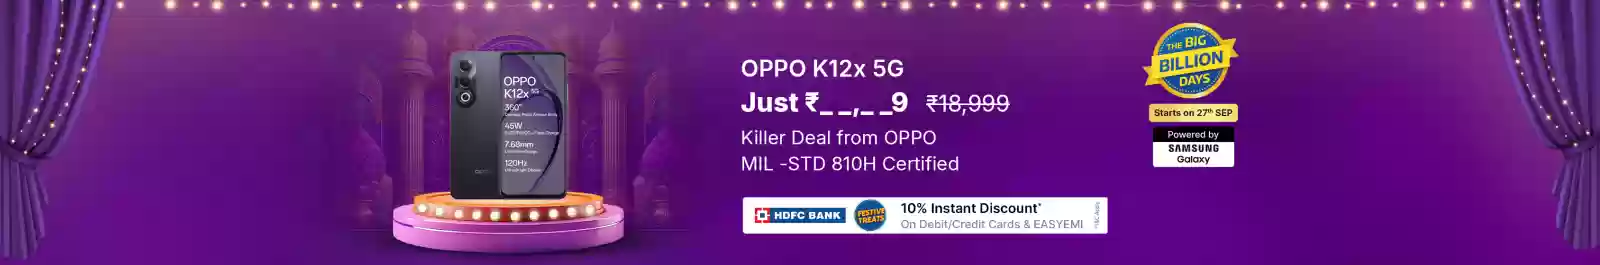 OPPO
K12x 5G
360°
45W
7.68mm
120Hz
OPPO K12x 5G
Just ₹_ _,_ _9 ₹18,999
Killer Deal from OPPO
MIL -STD 810H Certified
HDFC BANK
FESTIVE
TREATS
10% Instant Discount*
On Debit/Credit Cards & EASYEMI
THE BIG
BILLION
DAYS
Starts on 27th SEP
Powered by
SAMSUNG
Galaxy